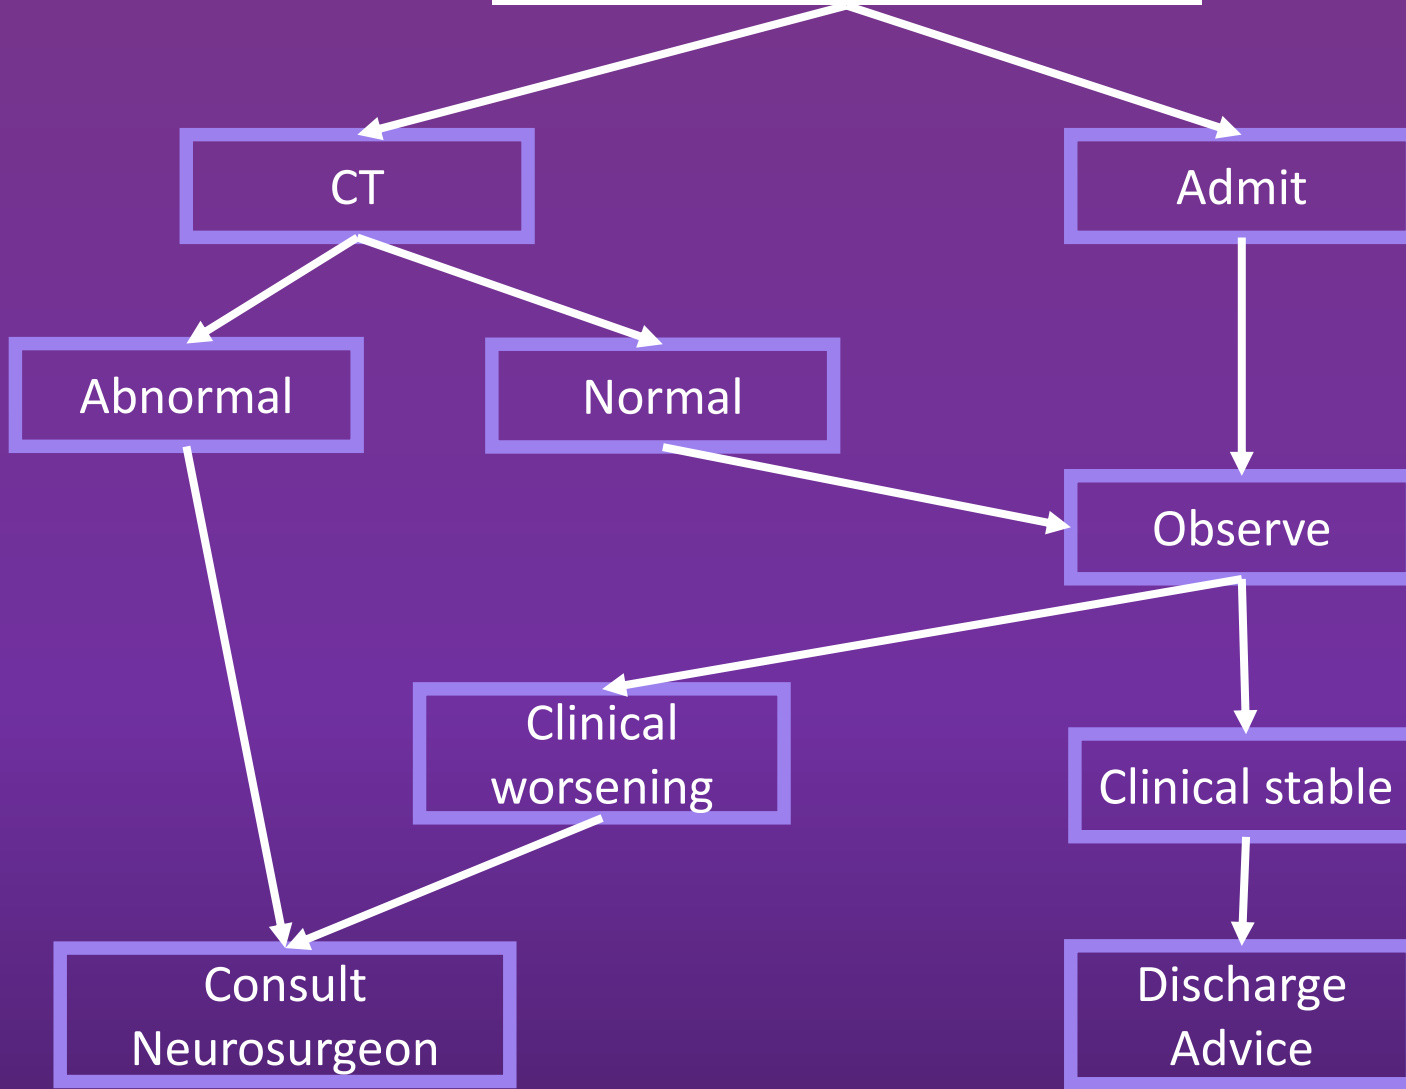 CT
Admit
Abnormal
Normal
Observe
Clinical
worsening
Clinical stable
Consult
Neurosurgeon
Discharge
Advice